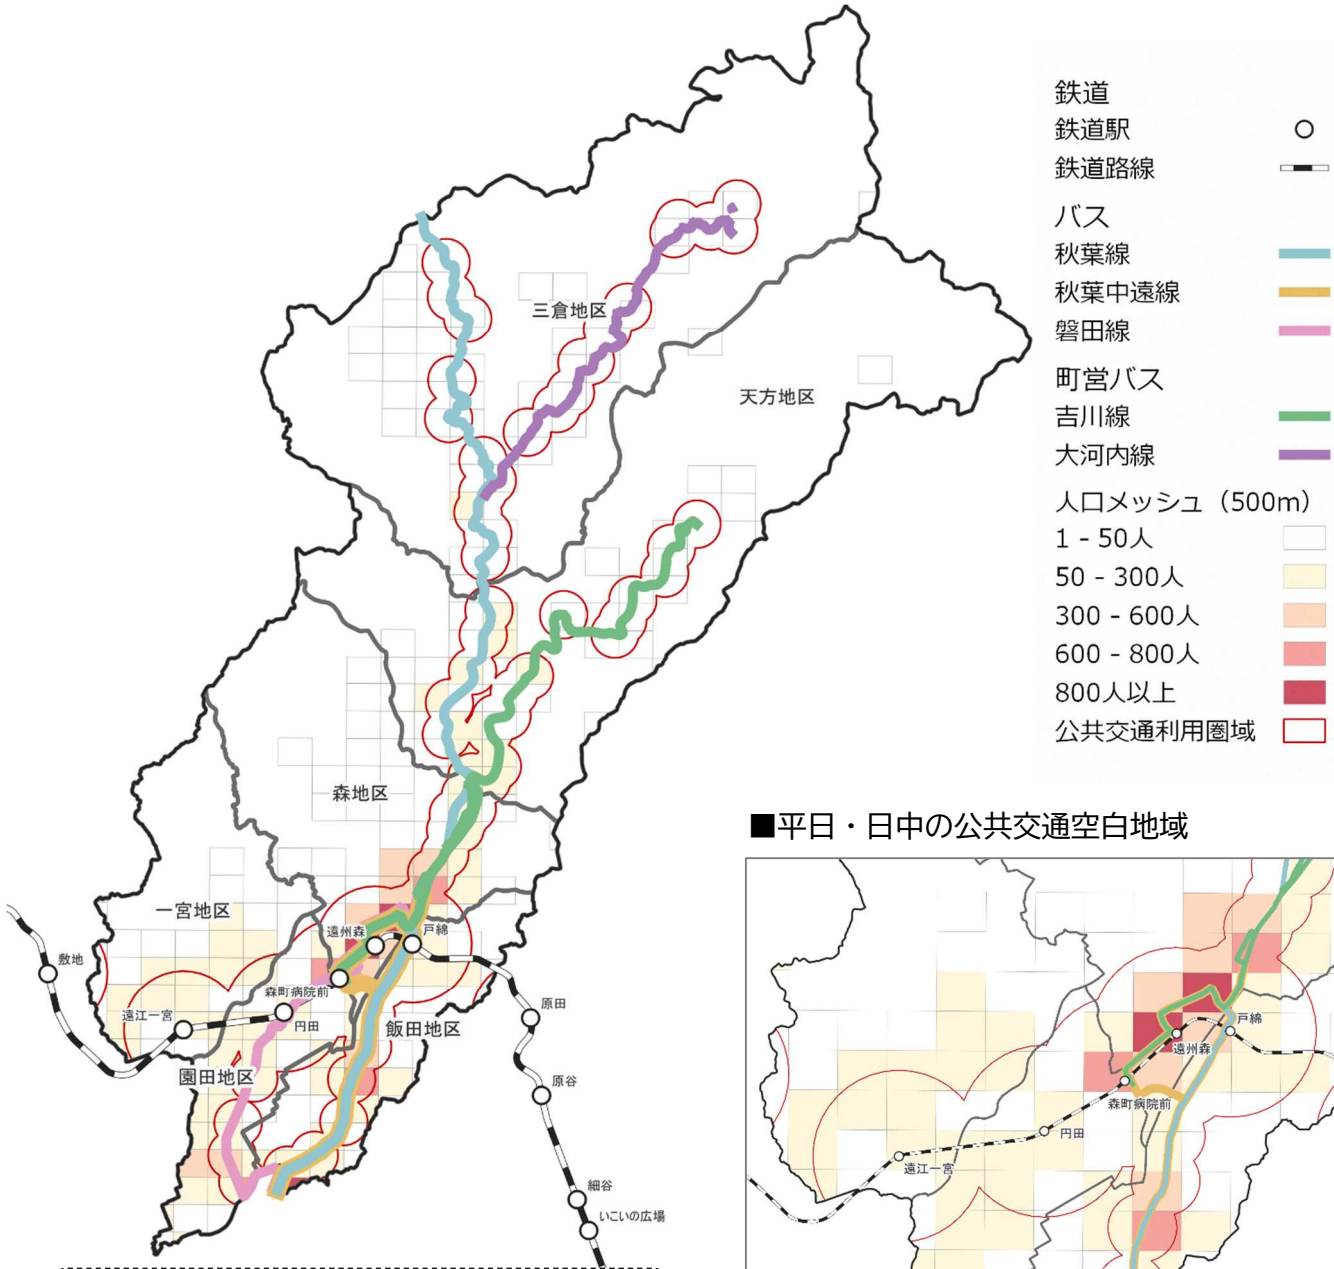 鉄道
鉄道駅
鉄道路線
バス
秋葉線
秋葉中遠線
磐田線
町営バス
吉川線
大河内線
人口メッシュ（500m）
1 - 50人
50 - 300人
300 - 600人
600 - 800人
800人以上
公共交通利用圏域
三倉地区
天方地区
森地区
一宮地区
遠州森
戸綿
敷地
森町病院前
遠江一宮
円田
飯田地区
原田
園田地区
原谷
細谷
いこいの広場
■平日・日中の公共交通空白地域
戸綿
遠州森
森町病院前
円田
遠江一宮